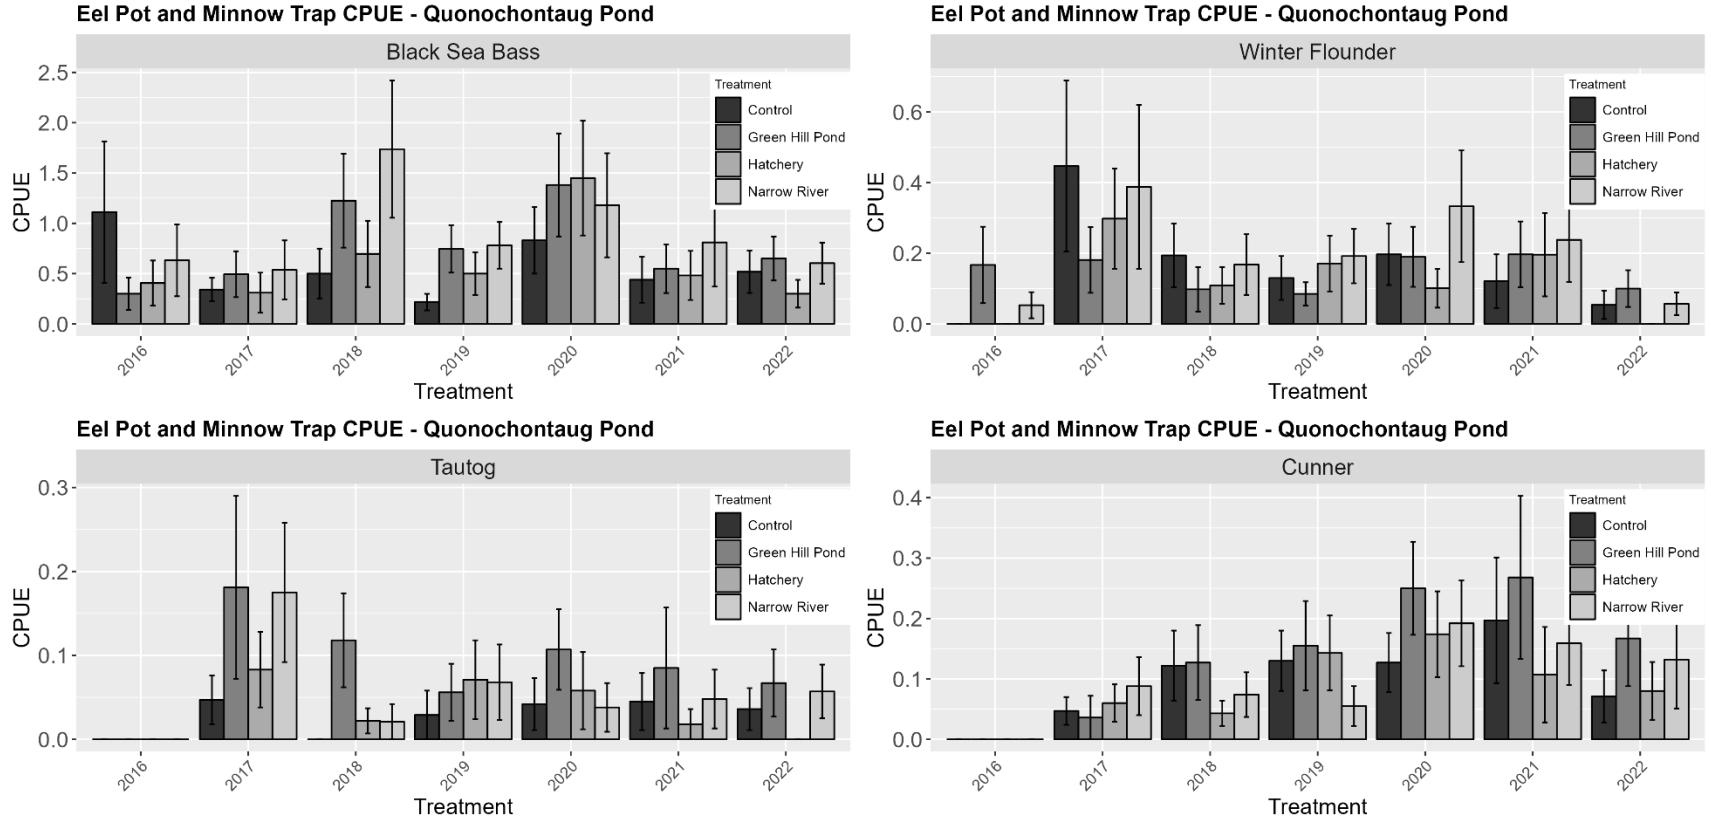 Eel Pot and Minnow Trap CPUE - Quonochontaug Pond
Black Sea Bass
CPUE
2.5
2.0
1.5
1.0
0.5
0.0
Treatment
Control
Green Hill Pond
Hatchery
Narrow River
2016
2017
2018
2019
2020
2021
2022
Treatment
Eel Pot and Minnow Trap CPUE - Quonochontaug Pond
Winter Flounder
CPUE
0.6
0.4
0.2
0.0
Treatment
Control
Green Hill Pond
Hatchery
Narrow River
2016
2017
2018
2019
2020
2021
2022
Treatment
Eel Pot and Minnow Trap CPUE - Quonochontaug Pond
Tautog
CPUE
0.3
0.2
0.1
0.0
Treatment
Control
Green Hill Pond
Hatchery
Narrow River
2016
2017
2018
2019
2020
2021
2022
Treatment
Eel Pot and Minnow Trap CPUE - Quonochontaug Pond
Cunner
CPUE
0.4
0.3
0.2
0.1
0.0
Treatment
Control
Green Hill Pond
Hatchery
Narrow River
2016
2017
2018
2019
2020
2021
2022
Treatment